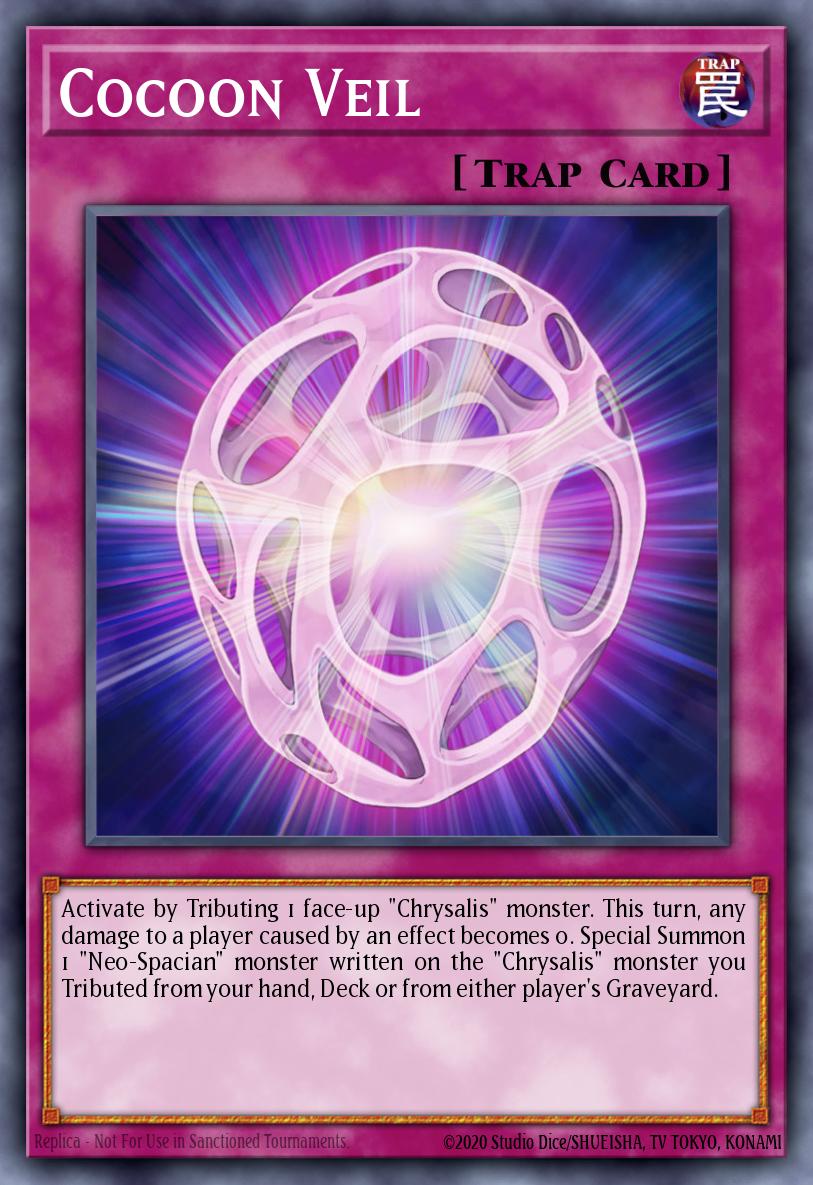 Cocoon Veil
TRAP
罠
[Trap Card]
Activate by Tributing 1 face-up "Chrysalis" monster. This turn, any
damage to a player caused by an effect becomes 0. Special Summon
1 "Neo-Spacian" monster written on the "Chrysalis" monster you
Tributed from your hand, Deck or from either player's Graveyard.
Replica - Not For Use in Sanctioned Tournaments.
©2020 Studio Dice/SHUEISHA, TV TOKYO, KONAMI